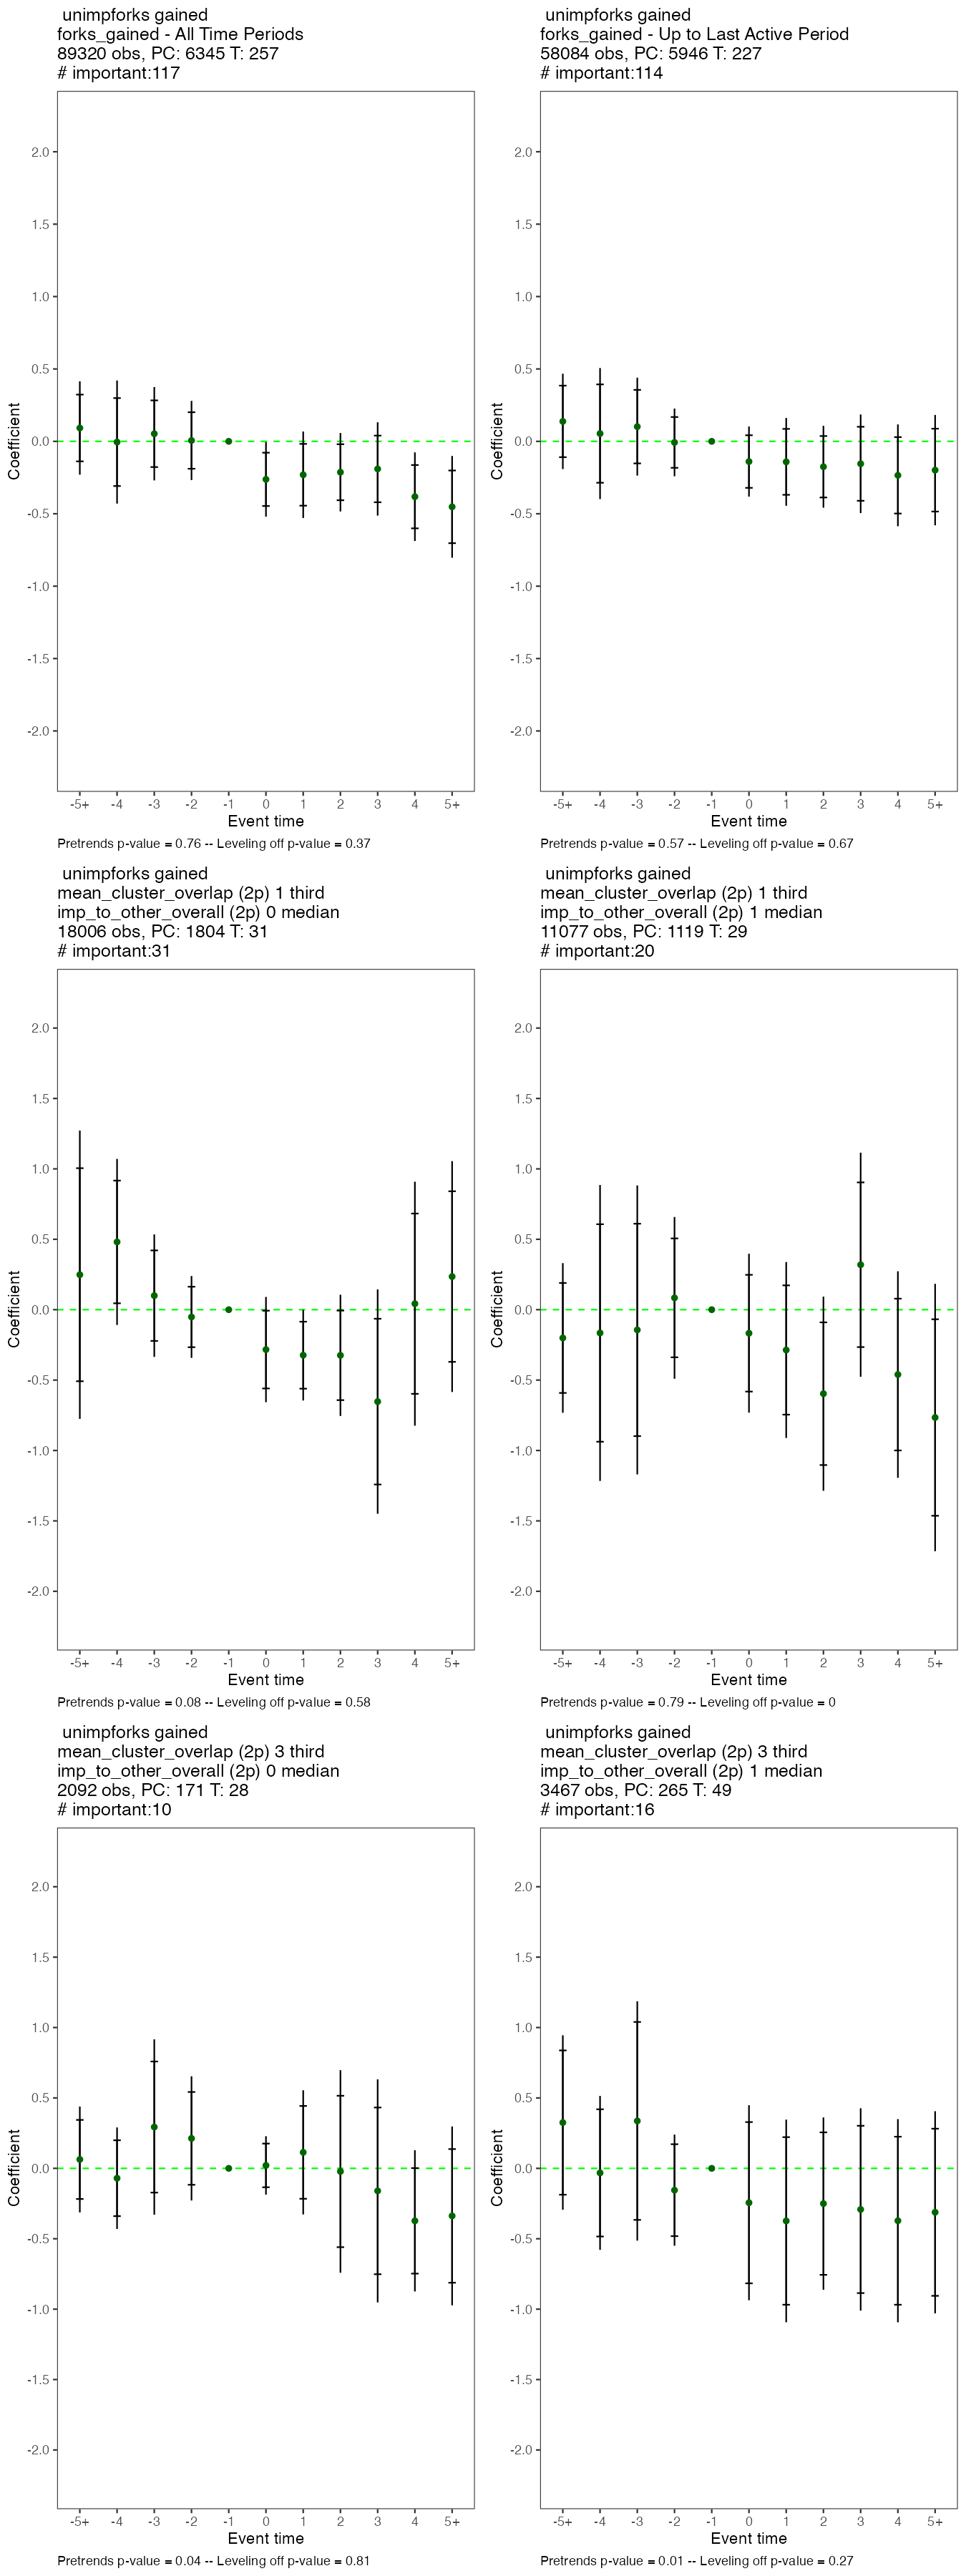 unimpforks gained
forks_gained - All Time Periods
89320 obs, PC: 6345 T: 257
# important:117
2.0
1.5
1.0
0.5
0.0
-0.5
-1.0
-1.5
-2.0
Coefficient
-5+ -4 -3 -2 -1 0 1 2 3 4 5+
Event time
Pretrends p-value = 0.76 -- Leveling off p-value = 0.37
unimpforks gained
forks_gained - Up to Last Active Period
58084 obs, PC: 5946 T: 227
# important:114
2.0
1.5
1.0
0.5
0.0
-0.5
-1.0
-1.5
-2.0
Coefficient
-5+ -4 -3 -2 -1 0 1 2 3 4 5+
Event time
Pretrends p-value = 0.57 -- Leveling off p-value = 0.67
unimpforks gained
mean_cluster_overlap (2p) 1 third
imp_to_other_overall (2p) 0 median
18006 obs, PC: 1804 T: 31
# important:31
2.0
1.5
1.0
0.5
0.0
-0.5
-1.0
-1.5
-2.0
Coefficient
-5+ -4 -3 -2 -1 0 1 2 3 4 5+
Event time
Pretrends p-value = 0.08 -- Leveling off p-value = 0.58
unimpforks gained
mean_cluster_overlap (2p) 1 third
imp_to_other_overall (2p) 1 median
11077 obs, PC: 1119 T: 29
# important:20
2.0
1.5
1.0
0.5
0.0
-0.5
-1.0
-1.5
-2.0
Coefficient
-5+ -4 -3 -2 -1 0 1 2 3 4 5+
Event time
Pretrends p-value = 0.79 -- Leveling off p-value = 0
unimpforks gained
mean_cluster_overlap (2p) 3 third
imp_to_other_overall (2p) 0 median
2092 obs, PC: 171 T: 28
# important:10
2.0
1.5
1.0
0.5
0.0
-0.5
-1.0
-1.5
-2.0
Coefficient
-5+ -4 -3 -2 -1 0 1 2 3 4 5+
Event time
Pretrends p-value = 0.04 -- Leveling off p-value = 0.81
unimpforks gained
mean_cluster_overlap (2p) 3 third
imp_to_other_overall (2p) 1 median
3467 obs, PC: 265 T: 49
# important:16
2.0
1.5
1.0
0.5
0.0
-0.5
-1.0
-1.5
-2.0
Coefficient
-5+ -4 -3 -2 -1 0 1 2 3 4 5+
Event time
Pretrends p-value = 0.01 -- Leveling off p-value = 0.27